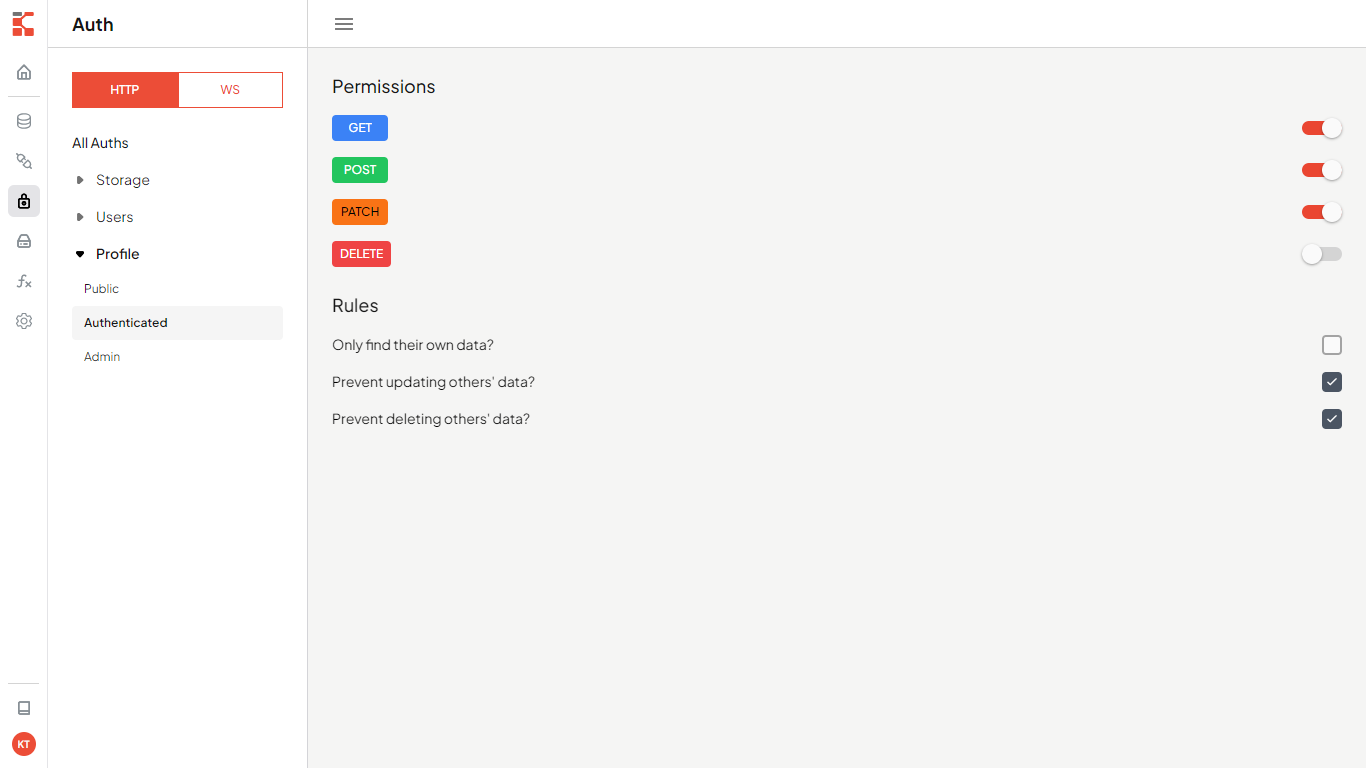 Auth
HTTP
WS
All Auths
Storage
Users
Profile
Public
Authenticated
Admin
KT
Permissions
GET
POST
PATCH
DELETE
Rules
Only find their own data?
Prevent updating others' data?
Prevent deleting others' data?